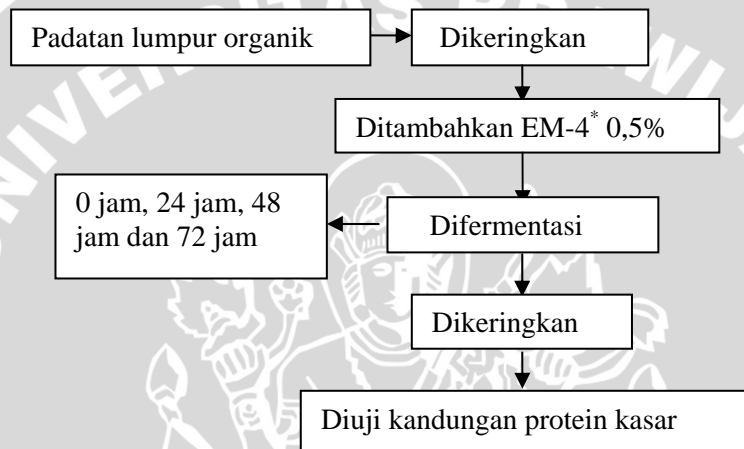 Padatan lumpur organik
Dikeringkan
Ditambahkan EM-4* 0,5%
0 jam, 24 jam, 48
jam dan 72 jam
Difermentasi
Dikeringkan
Diuji kandungan protein kasar